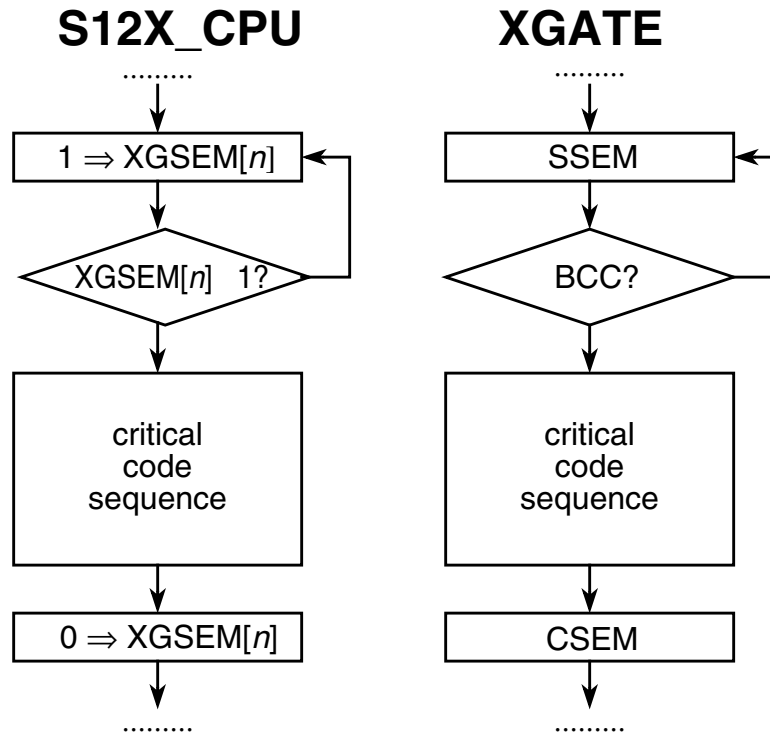 S12X_CPU
.........
1 ⇒ XGSEM[n]
XGSEM[n] 1?
critical
code
sequence
0 ⇒ XGSEM[n]
.........
XGATE
.........
SSEM
BCC?
critical
code
sequence
CSEM
.........